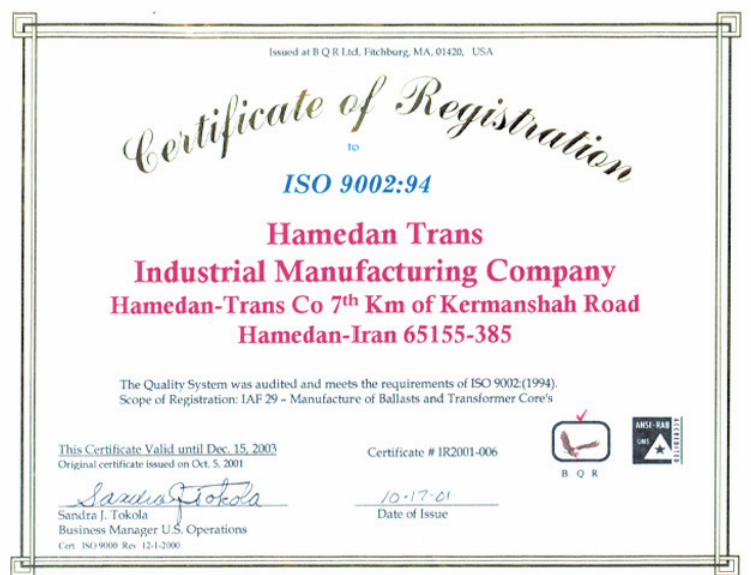 Issued at B Q R Ltd, Fitchburg, MA, 01420, USA
Certificate of Registration
to
ISO 9002:94
Hamedan Trans
Industrial Manufacturing Company
Hamedan-Trans Co 7th Km of Kermanshah Road
Hamedan-Iran 65155-385
The Quality System was audited and meets the requirements of ISO 9002:(1994).
Scope of Registration: IAF 29 – Manufacture of Ballasts and Transformer Core's
This Certificate Valid until Dec. 15, 2003
Original certificate issued on Oct. 5, 2001
Certificate # IR2001-006
B Q R
ANSI-RAB
QMS
ACCREDITED
Sandra J Tokola
Sandra J. Tokola
Business Manager U.S. Operations
Cert ISO 9000 Rev 12-1-2000
10-17-01
Date of Issue